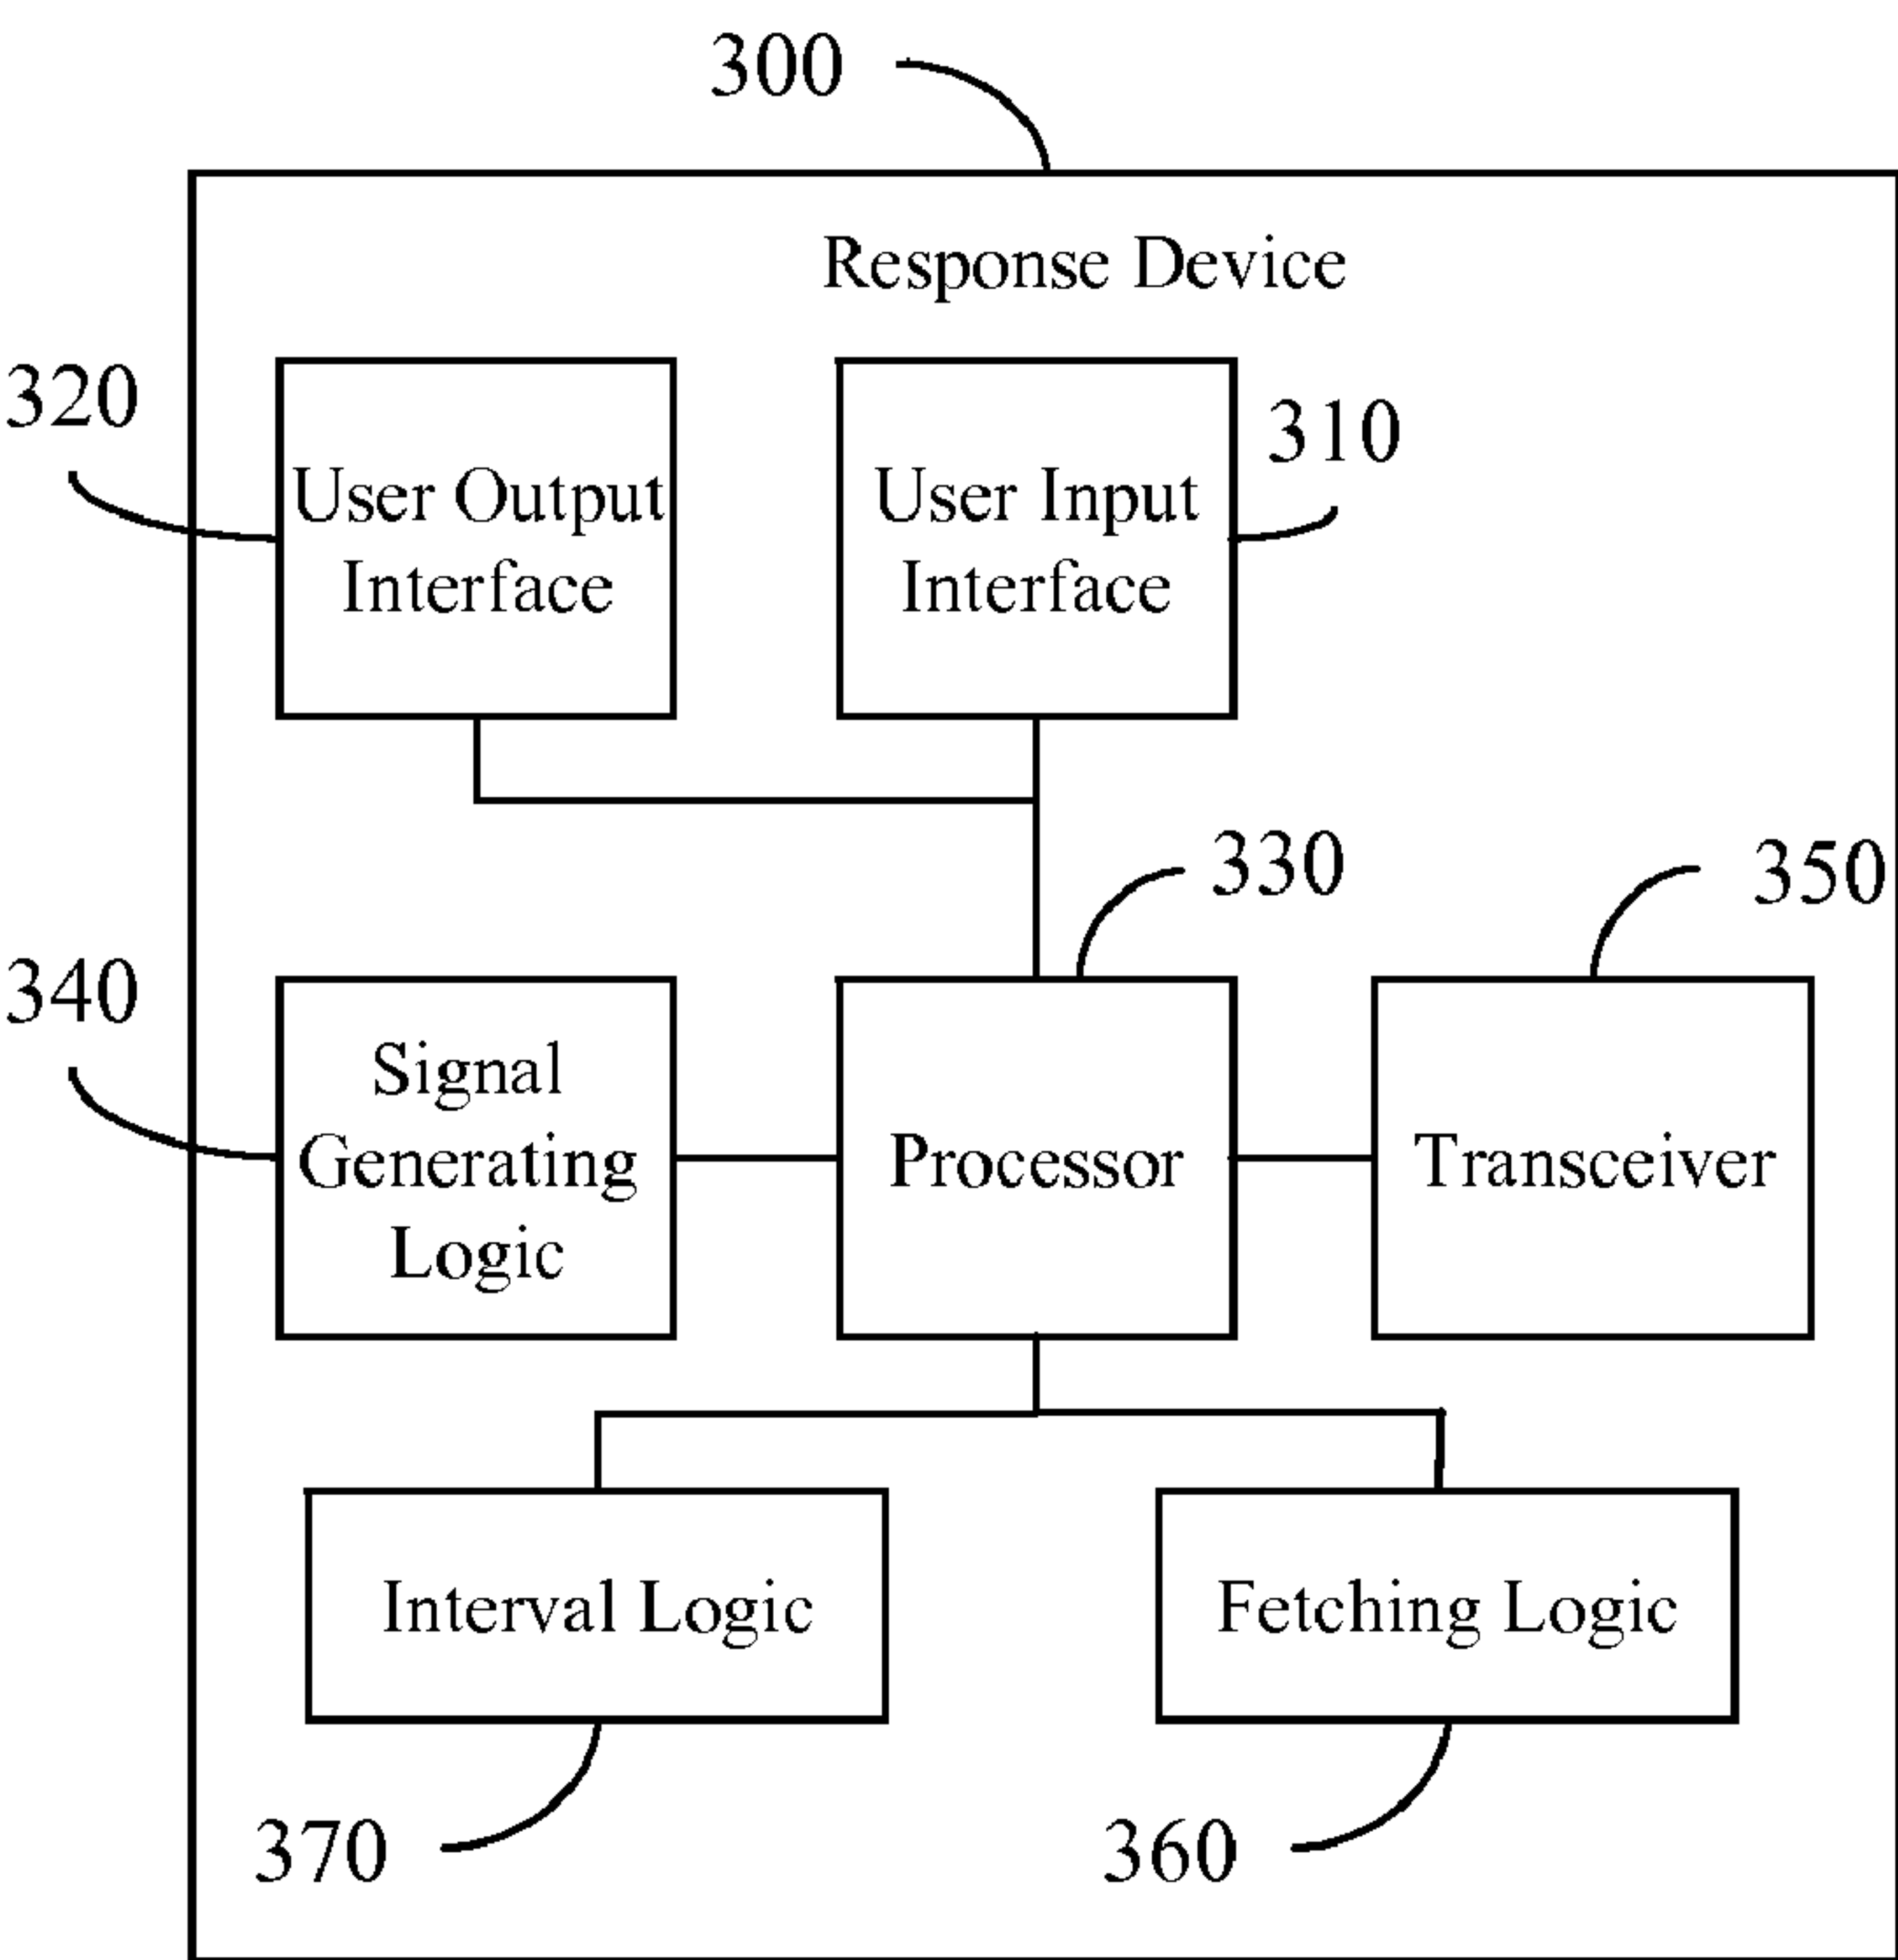 300
Response Device
320
User Output
Interface
User Input
Interface
310
330
350
340
Signal
Generating
Logic
Processor
Transceiver
Interval Logic
Fetching Logic
370
360